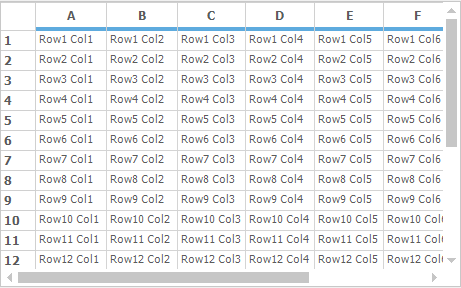 A B C D E F
1 Row1 Col1 Row1 Col2 Row1 Col3 Row1 Col4 Row1 Col5 Row1 Col6
2 Row2 Col1 Row2 Col2 Row2 Col3 Row2 Col4 Row2 Col5 Row2 Col6
3 Row3 Col1 Row3 Col2 Row3 Col3 Row3 Col4 Row3 Col5 Row3 Col6
4 Row4 Col1 Row4 Col2 Row4 Col3 Row4 Col4 Row4 Col5 Row4 Col6
5 Row5 Col1 Row5 Col2 Row5 Col3 Row5 Col4 Row5 Col5 Row5 Col6
6 Row6 Col1 Row6 Col2 Row6 Col3 Row6 Col4 Row6 Col5 Row6 Col6
7 Row7 Col1 Row7 Col2 Row7 Col3 Row7 Col4 Row7 Col5 Row7 Col6
8 Row8 Col1 Row8 Col2 Row8 Col3 Row8 Col4 Row8 Col5 Row8 Col6
9 Row9 Col1 Row9 Col2 Row9 Col3 Row9 Col4 Row9 Col5 Row9 Col6
10 Row10 Col1 Row10 Col2 Row10 Col3 Row10 Col4 Row10 Col5 Row10 Col6
11 Row11 Col1 Row11 Col2 Row11 Col3 Row11 Col4 Row11 Col5 Row11 Col6
12 Row12 Col1 Row12 Col2 Row12 Col3 Row12 Col4 Row12 Col5 Row12 Col6